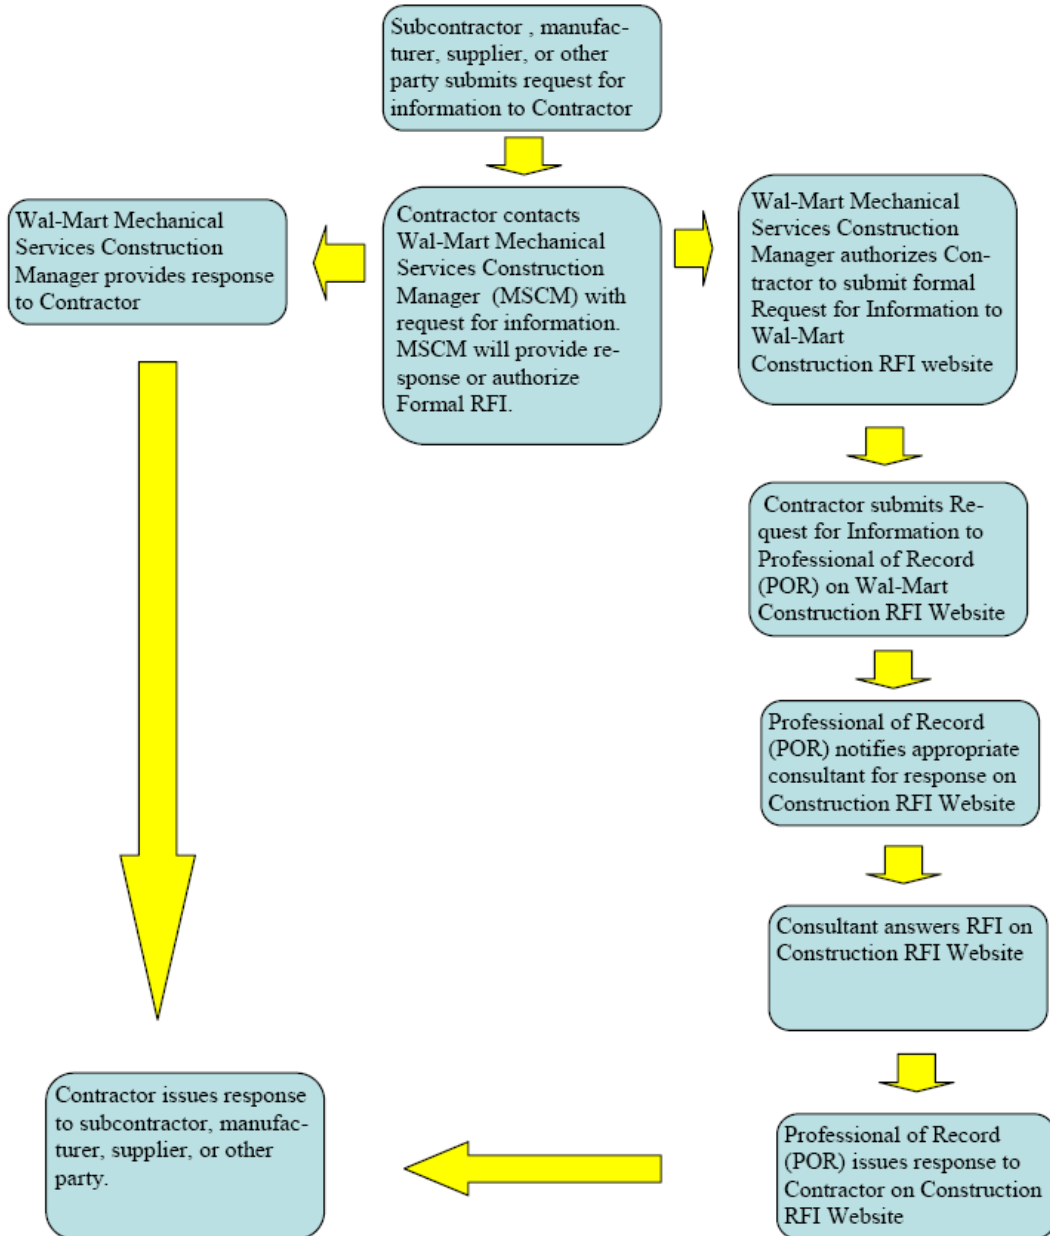 Subcontractor , manufac-
turer, supplier, or other
party submits request for
information to Contractor
Wal-Mart Mechanical
Services Construction
Manager provides response
to Contractor
Contractor contacts
Wal-Mart Mechanical
Services Construction
Manager (MSCM) with
request for information.
MSCM will provide re-
sponse or authorize
Formal RFI.
Wal-Mart Mechanical
Services Construction
Manager authorizes Con-
tractor to submit formal
Request for Information to
Wal-Mart
Construction RFI website
Contractor submits Re-
quest for Information to
Professional of Record
(POR) on Wal-Mart
Construction RFI Website
Professional of Record
(POR) notifies appropriate
consultant for response on
Construction RFI Website
Consultant answers RFI on
Construction RFI Website
Professional of Record
(POR) issues response to
Contractor on Construction
RFI Website
Contractor issues response
to subcontractor, manufac-
turer, supplier, or other
party.